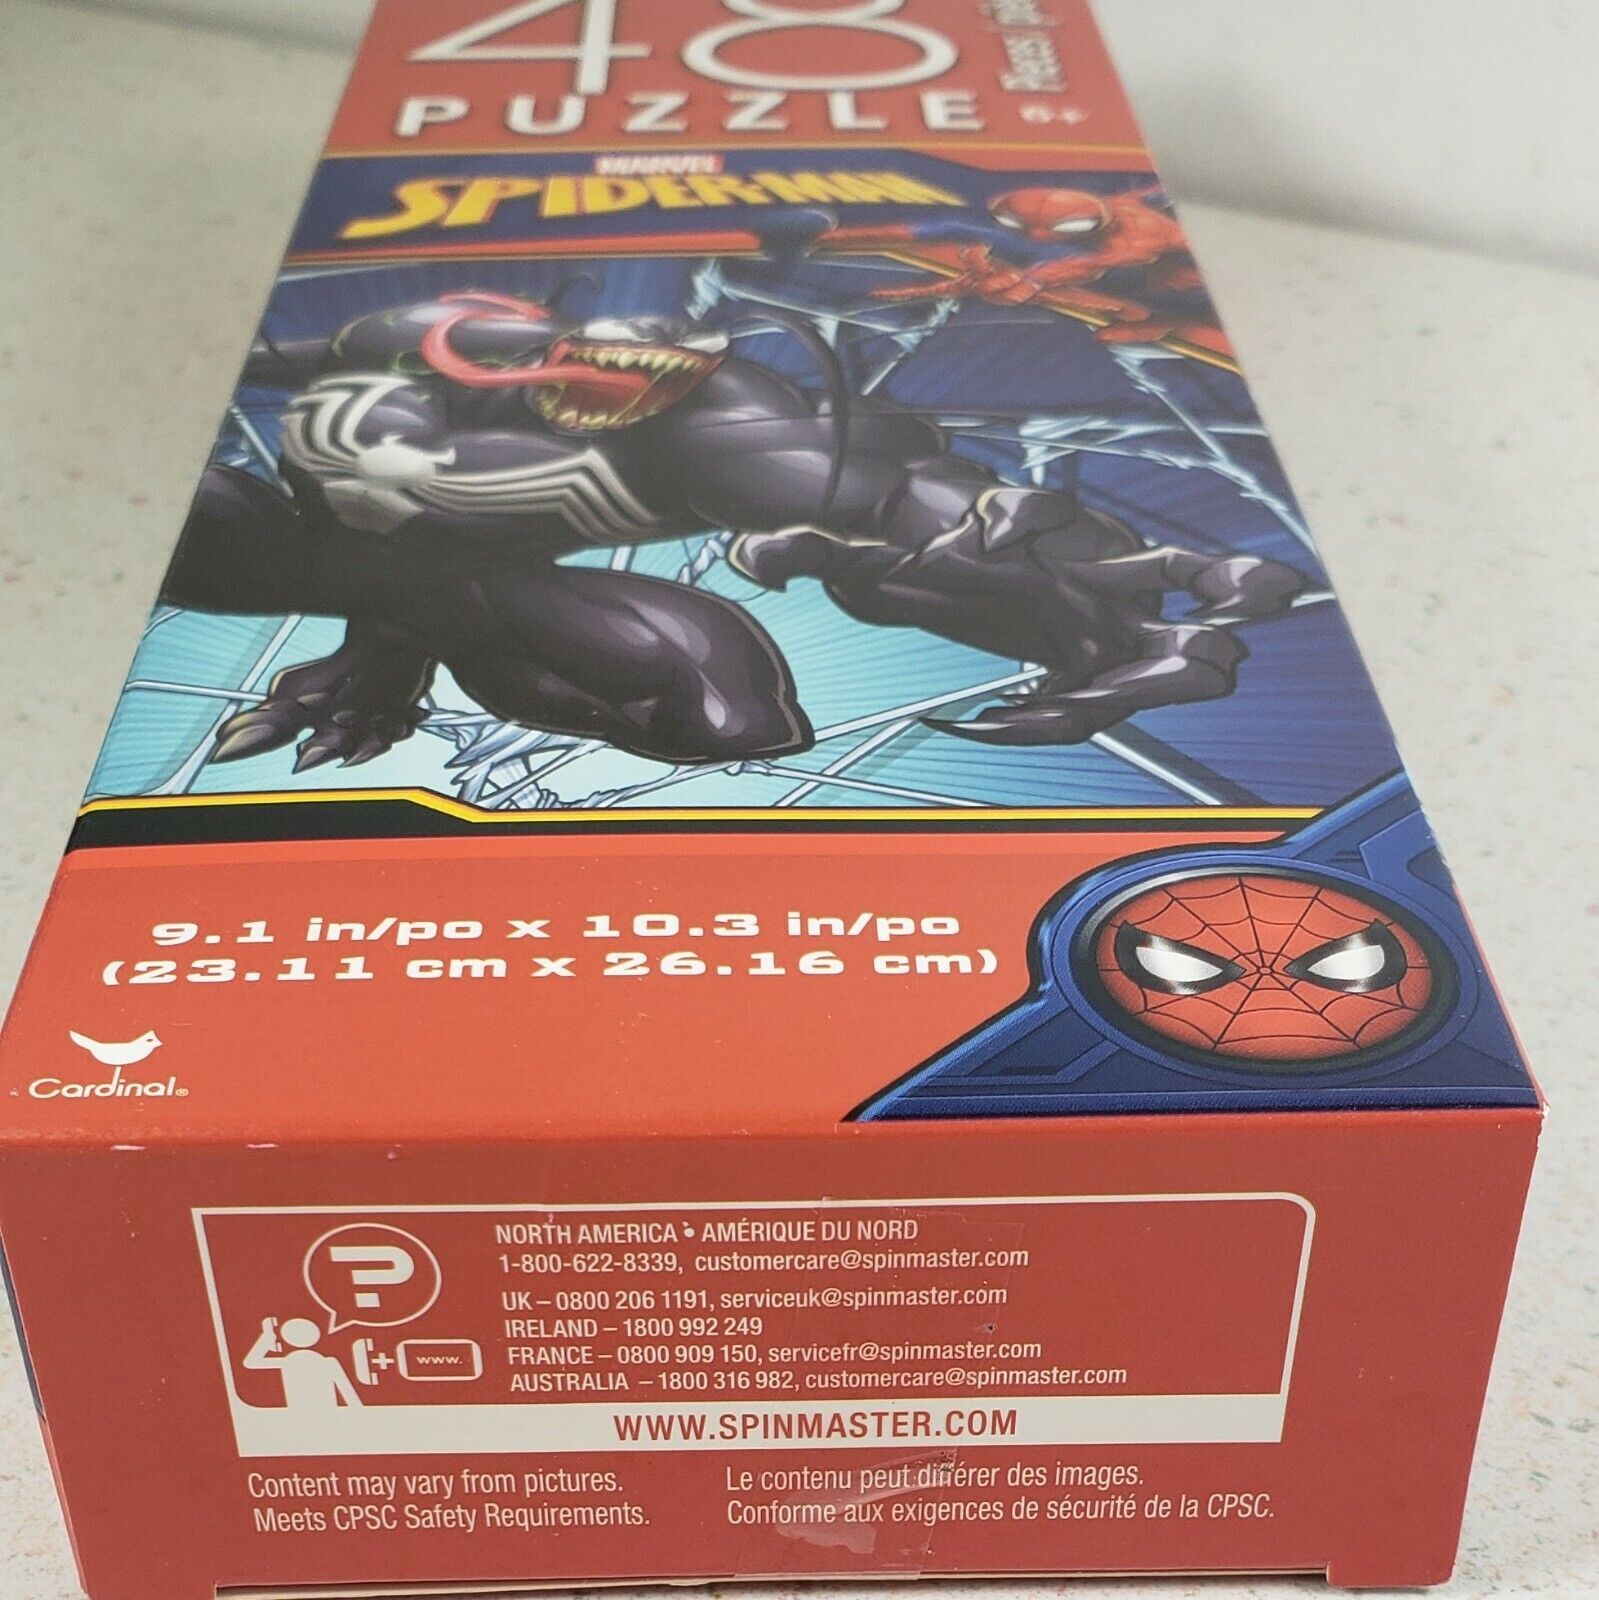 48
PUZZLE
Pieces
6+
MARVEL
SPIDER-MAN
9.1 in/po x 10.3 in/po
(23.11 cm x 26.16 cm)
Cardinal®
?
www.
NORTH AMERICA • AMÉRIQUE DU NORD
1-800-622-8339, customercare@spinmaster.com
UK – 0800 206 1191, serviceuk@spinmaster.com
IRELAND – 1800 992 249
FRANCE – 0800 909 150, servicefr@spinmaster.com
AUSTRALIA – 1800 316 982, customercare@spinmaster.com
WWW.SPINMASTER.COM
Content may vary from pictures.
Meets CPSC Safety Requirements.
Le contenu peut différer des images.
Conforme aux exigences de sécurité de la CPSC.